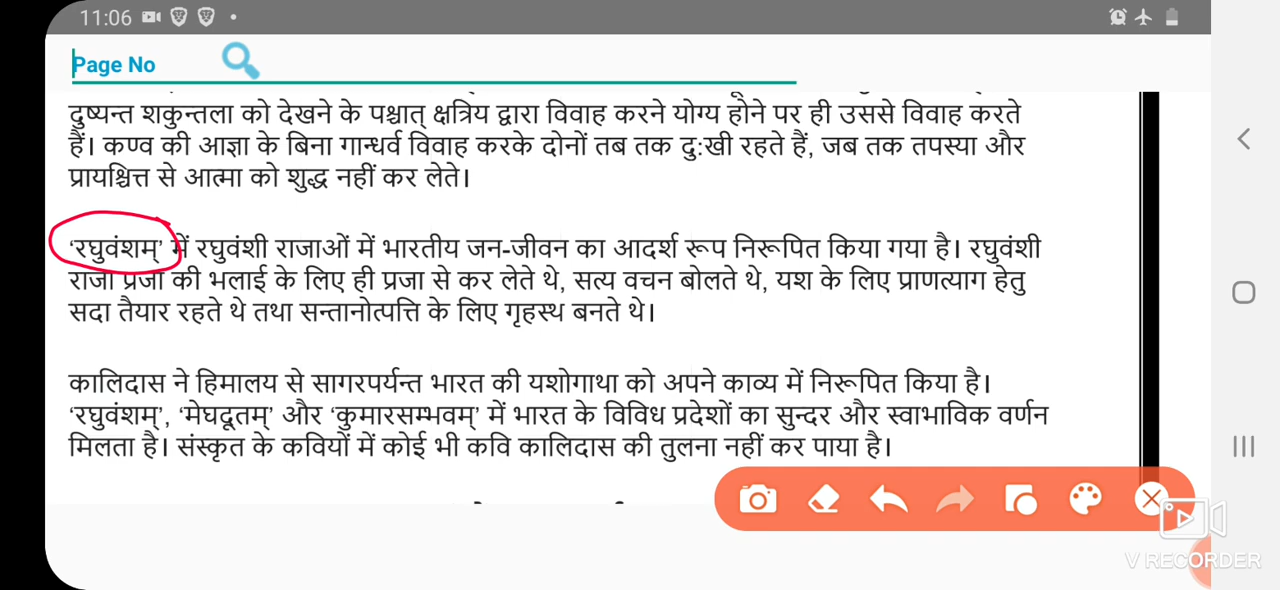 11:06
Page No
दुष्यन्त शकुन्तला को देखने के पश्चात् क्षत्रिय द्वारा विवाह करने योग्य होने पर ही उससे विवाह करते
हैं। कण्व की आज्ञा के बिना गान्धर्व विवाह करके दोनों तब तक दुःखी रहते हैं, जब तक तपस्या और
प्रायश्चित्त से आत्मा को शुद्ध नहीं कर लेते।
‘रघुवंशम्’ में रघुवंशी राजाओं में भारतीय जन-जीवन का आदर्श रूप निरूपित किया गया है। रघुवंशी
राजा प्रजा की भलाई के लिए ही प्रजा से कर लेते थे, सत्य वचन बोलते थे, यश के लिए प्राणत्याग हेतु
सदा तैयार रहते थे तथा सन्तानोत्पत्ति के लिए गृहस्थ बनते थे।
कालिदास ने हिमालय से सागरपर्यन्त भारत की यशोगाथा को अपने काव्य में निरूपित किया है।
‘रघुवंशम्’, ‘मेघदूतम्’ और ‘कुमारसम्भवम्’ में भारत के विविध प्रदेशों का सुन्दर और स्वाभाविक वर्णन
मिलता है। संस्कृत के कवियों में कोई भी कवि कालिदास की तुलना नहीं कर पाया है।
V RECORDER